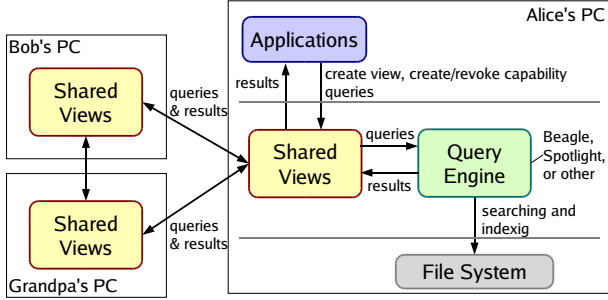 Alice's PC
Bob's PC
Applications
Shared
Views
queries
& results
results
create view, create/revoke capability
queries
Shared
Views
queries
results
Query
Engine
Beagle,
Spotlight,
or other
Shared
Views
queries
& results
searching and
indexig
Grandpa's PC
File System